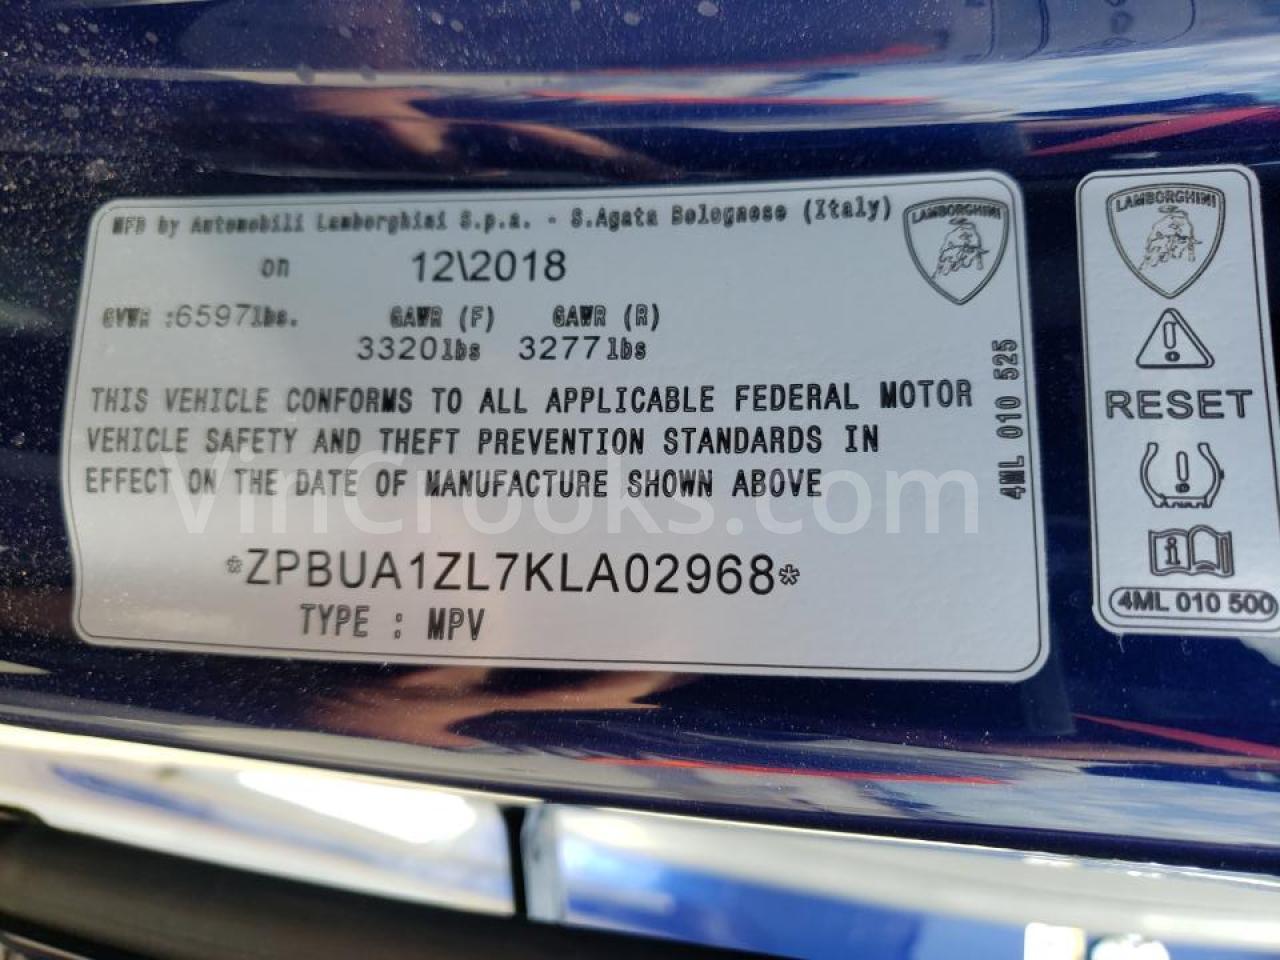 MFD by Automobili Lamborghini S.p.a. - S.Agata Bolognese (Italy)
on 12\2018
GVWR :6597lbs. GAWR (F) GAWR (R)
3320lbs 3277lbs
THIS VEHICLE CONFORMS TO ALL APPLICABLE FEDERAL MOTOR
VEHICLE SAFETY AND THEFT PREVENTION STANDARDS IN
EFFECT ON THE DATE OF MANUFACTURE SHOWN ABOVE
*ZPBUA1ZL7KLA02968*
TYPE : MPV
LAMBORGHINI
4ML 010 525
LAMBORGHINI
RESET
4ML 010 500
VinCrooks.com